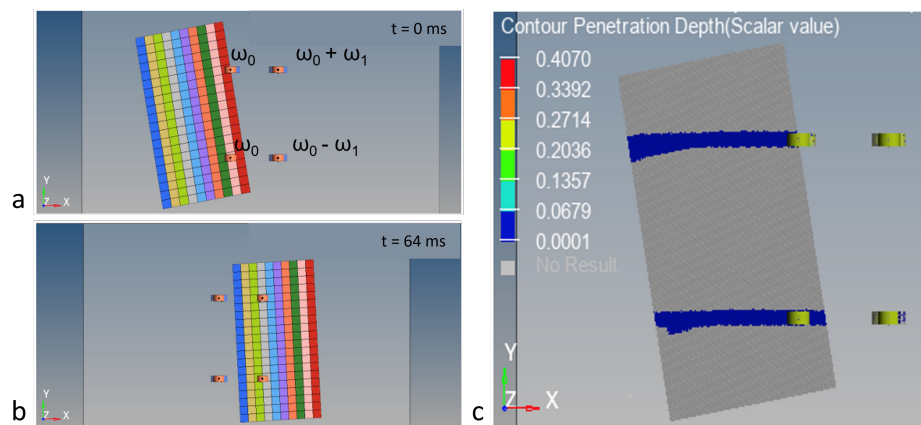 t = 0 ms
ω0 ω0 + ω1
ω0 ω0 - ω1
Y
Z X
a
t = 64 ms
Y
Z X
b
Contour Penetration Depth(Scalar value)
0.4070
0.3392
0.2714
0.2036
0.1357
0.0679
0.0001
No Result
Y
Z X
c